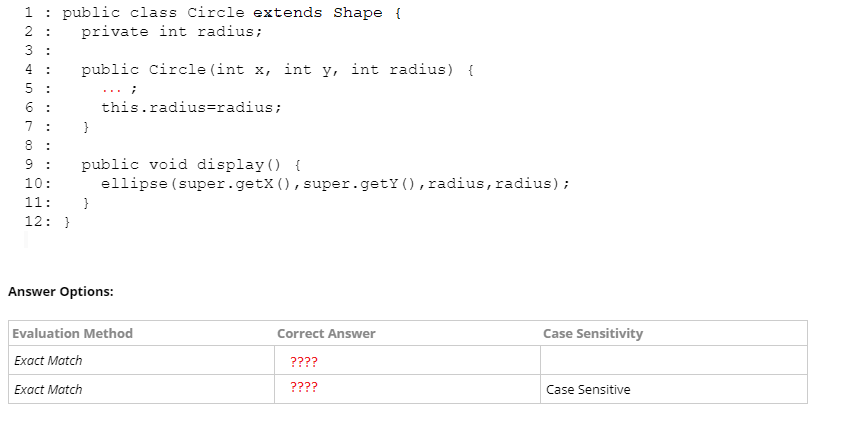 1 : public class Circle extends Shape {
2 :   private int radius;
3 :
4 :   public Circle(int x, int y, int radius) {
5 :     ... ;
6 :     this.radius=radius;
7 :   }
8 :
9 :   public void display() {
10:     ellipse(super.getX(),super.getY(),radius,radius);
11:   }
12: }
Answer Options:
Evaluation Method Correct Answer Case Sensitivity
Exact Match ????
Exact Match ???? Case Sensitive